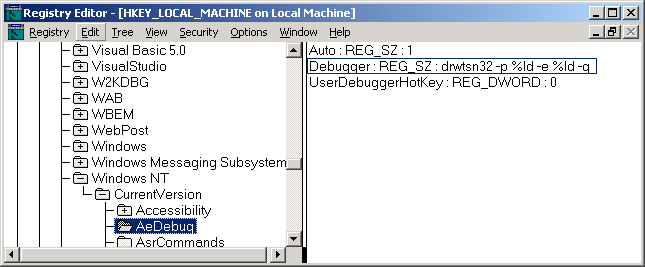 Registry Editor - [HKEY_LOCAL_MACHINE on Local Machine]
Registry Edit Tree View Security Options Window Help
Visual Basic 5.0
VisualStudio
W2KDBG
WAB
WBEM
WebPost
Windows
Windows Messaging Subsystem
Windows NT
CurrentVersion
Accessibility
AeDebug
AsrCommands
Auto : REG_SZ : 1
Debugger : REG_SZ : drwtsn32 -p %ld -e %ld -g
UserDebuggerHotKey : REG_DWORD : 0